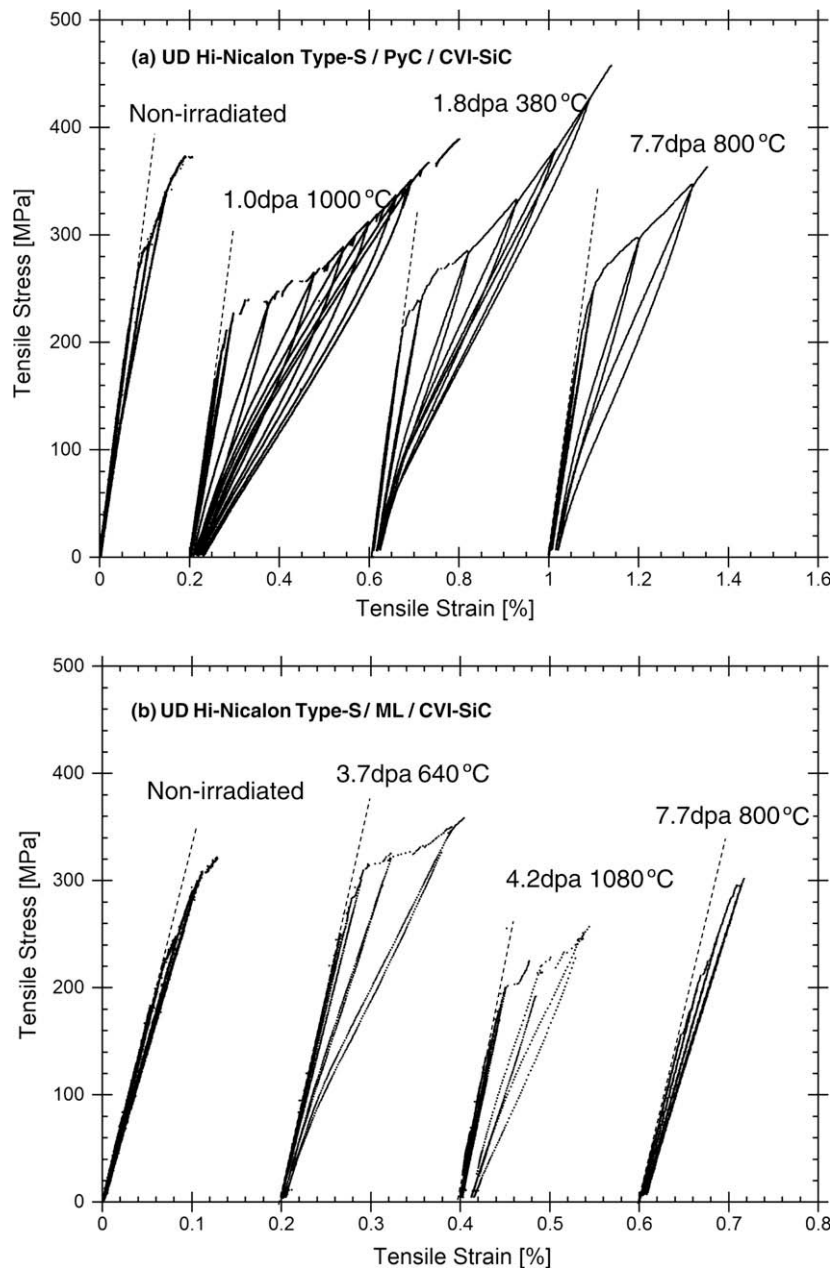 500
(a) UD Hi-Nicalon Type-S / PyC / CVI-SiC
1.8dpa 380°C
Non-irradiated
400
7.7dpa 800°C
1.0dpa 1000°C
300
200
100
0
Tensile Stress [MPa]
0 0.2 0.4 0.6 0.8 1 1.2 1.4 1.6
Tensile Strain [%]
500
(b) UD Hi-Nicalon Type-S/ ML / CVI-SiC
400
3.7dpa 640°C
Non-irradiated
7.7dpa 800°C
300
4.2dpa 1080°C
200
100
0
Tensile Stress [MPa]
0 0.1 0.2 0.3 0.4 0.5 0.6 0.7 0.8
Tensile Strain [%]